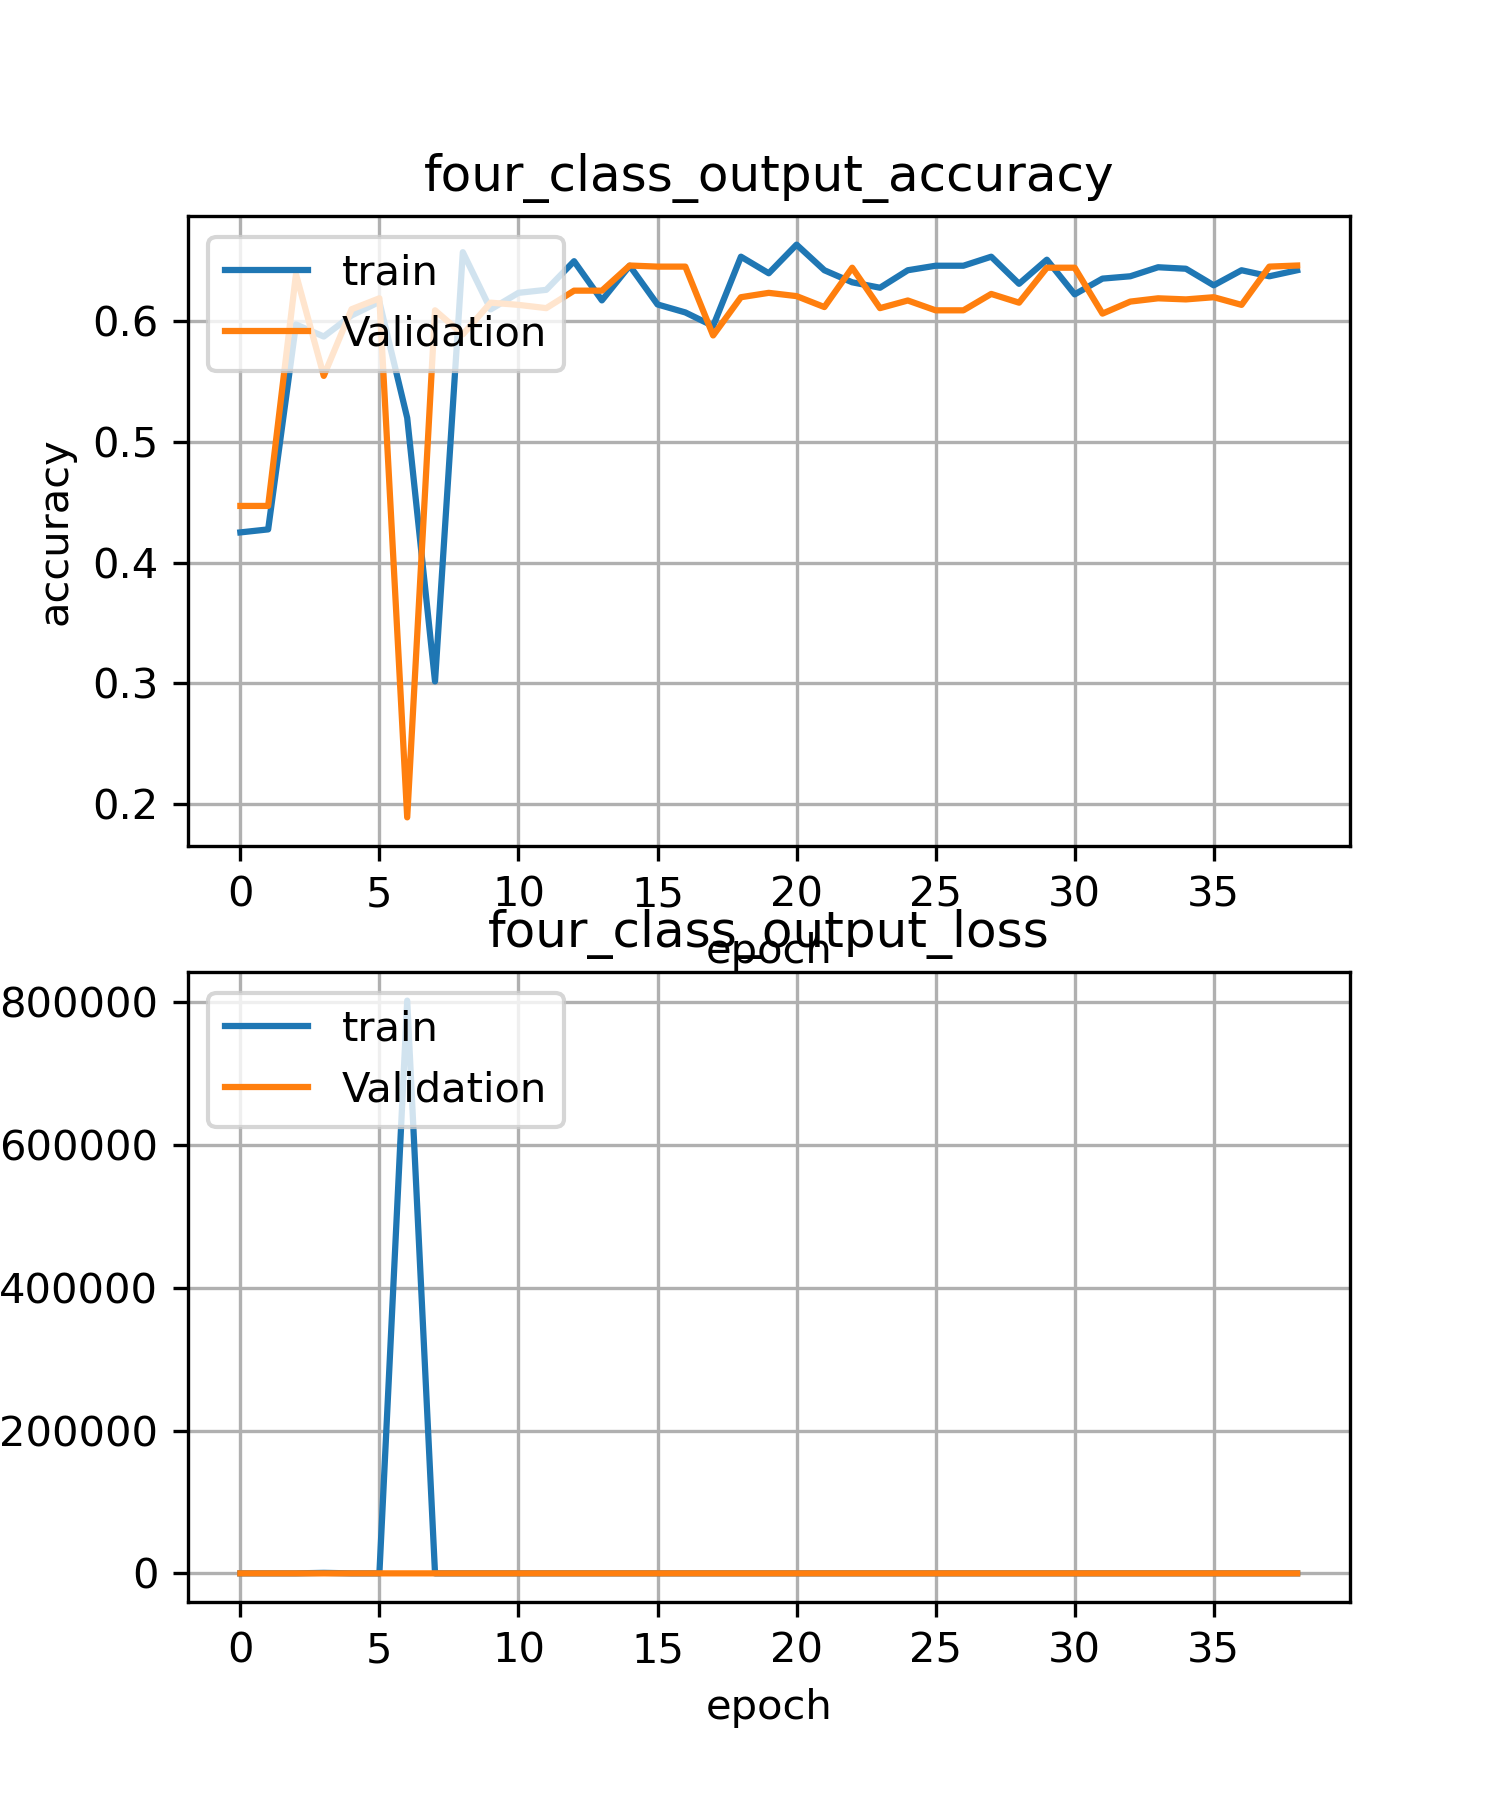 four_class_output_accuracy
train
Validation
0.6
0.5
0.4
0.3
0.2
accuracy
0 5 10 15 20 25 30 35
epoch
four_class_output_loss
train
Validation
800000
600000
400000
200000
0
0 5 10 15 20 25 30 35
epoch